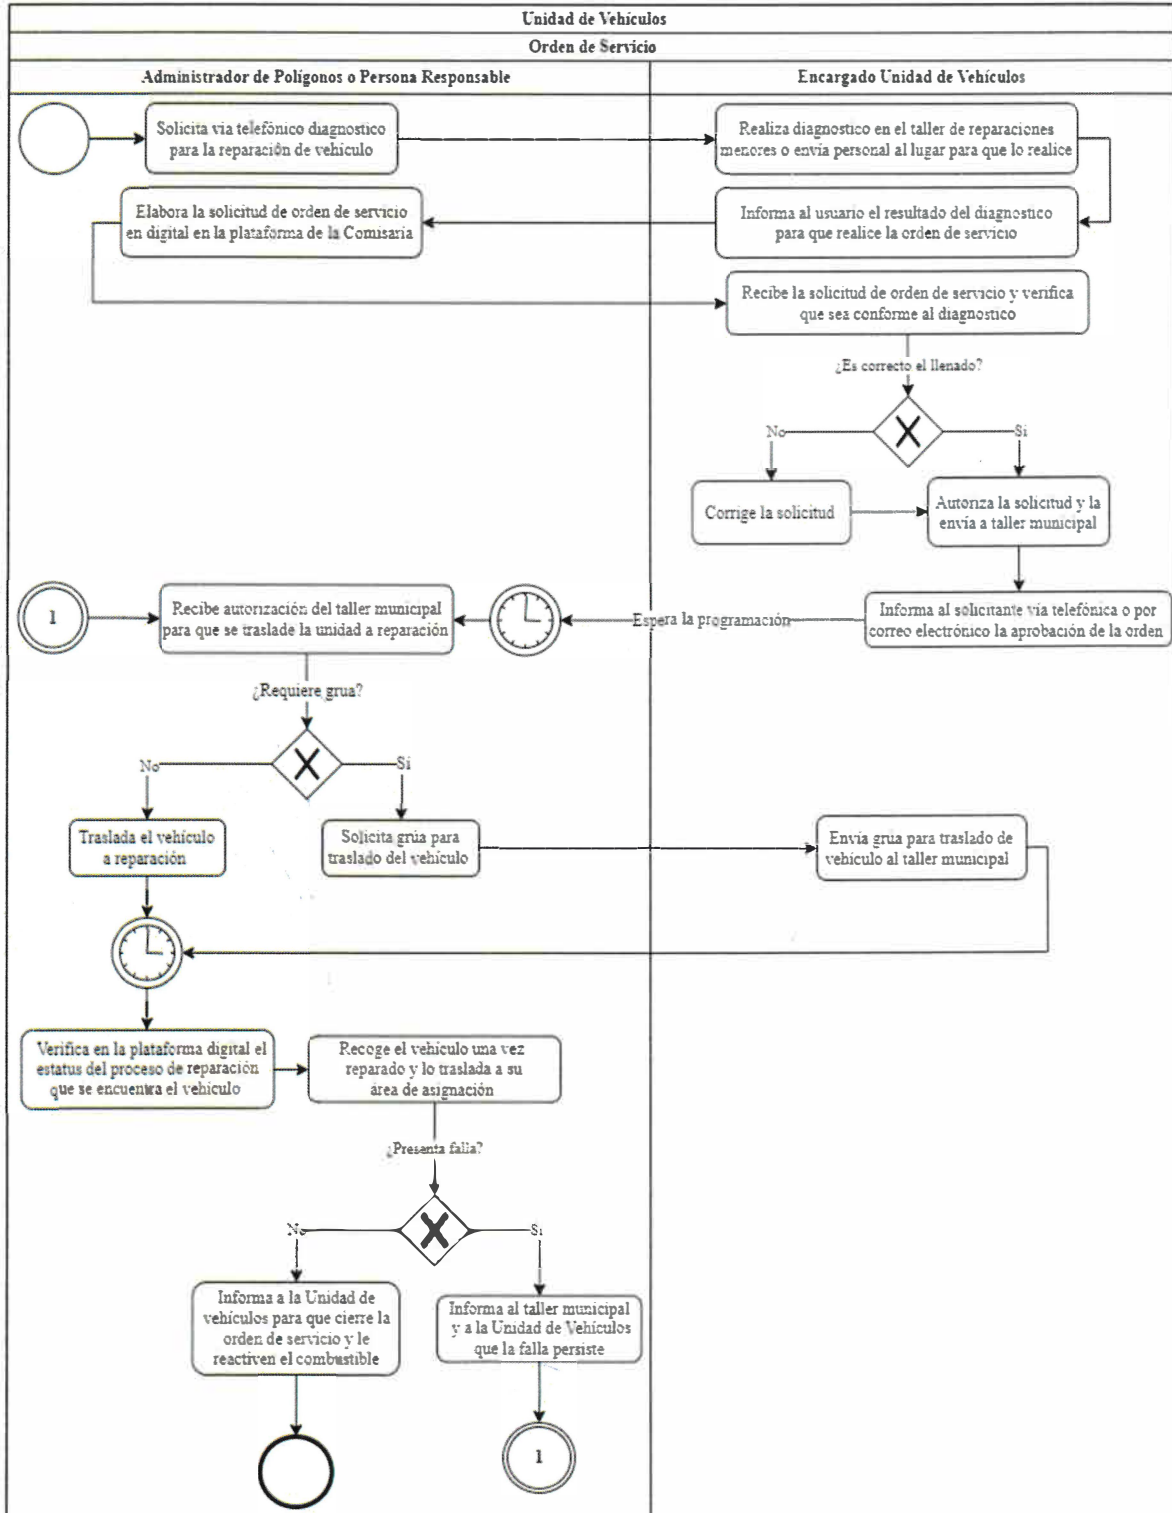 Unidad de Vehículos
Orden de Servicio
Administrador de Polígonos o Persona Responsable
Encargado Unidad de Vehículos
Solicita via telefónico diagnostico
para la reparación de vehículo
Realiza diagnostico en el taller de reparaciones
menores o envía personal al lugar para que lo realice
Elabora la solicitud de orden de servicio
en digital en la plataforma de la Comisaría
Informa al usuario el resultado del diagnostico
para que realice la orden de servicio
Recibe la solicitud de orden de servicio y verifica
que sea conforme al diagnostico
¿Es correcto el llenado?
No
Si
Corrige la solicitud
Autoriza la solicitud y la
envía a taller municipal
1
Recibe autorización del taller municipal
para que se traslade la unidad a reparación
Espera la programación
Informa al solicitante vía telefónica o por
correo electrónico la aprobación de la orden
¿Requiere grua?
No
Si
Traslada el vehículo
a reparación
Solicita grúa para
traslado del vehículo
Envía grúa para traslado de
vehículo al taller municipal
Verifica en la plataforma digital el
estatus del proceso de reparación
que se encuentra el vehículo
Recoge el vehículo una vez
reparado y lo traslada a su
área de asignación
¿Presenta falla?
No
Si
Informa a la Unidad de
vehículos para que cierre la
orden de servicio y le
reactiven el combustible
Informa al taller municipal
y a la Unidad de Vehículos
que la falla persiste
1